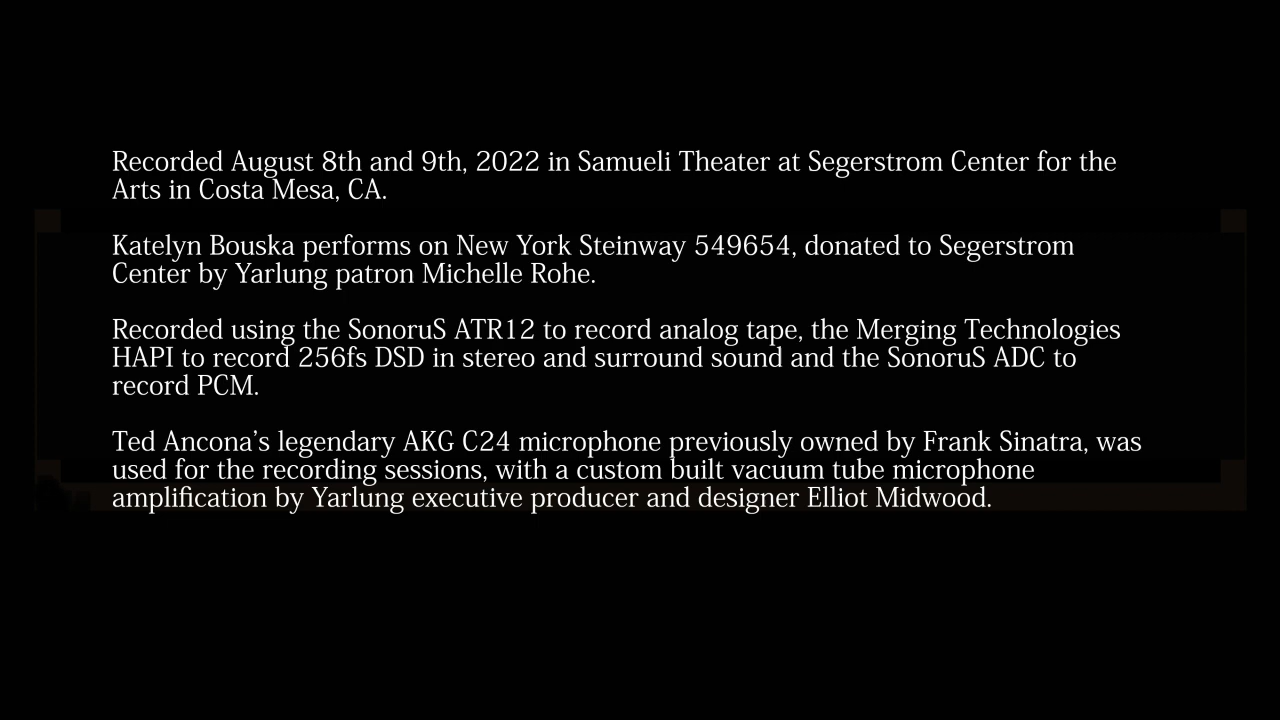 Recorded August 8th and 9th, 2022 in Samueli Theater at Segerstrom Center for the
Arts in Costa Mesa, CA.
Katelyn Bouska performs on New York Steinway 549654, donated to Segerstrom
Center by Yarlung patron Michelle Rohe.
Recorded using the SonoruS ATR12 to record analog tape, the Merging Technologies
HAPI to record 256fs DSD in stereo and surround sound and the SonoruS ADC to
record PCM.
Ted Ancona’s legendary AKG C24 microphone previously owned by Frank Sinatra, was
used for the recording sessions, with a custom built vacuum tube microphone
amplification by Yarlung executive producer and designer Elliot Midwood.